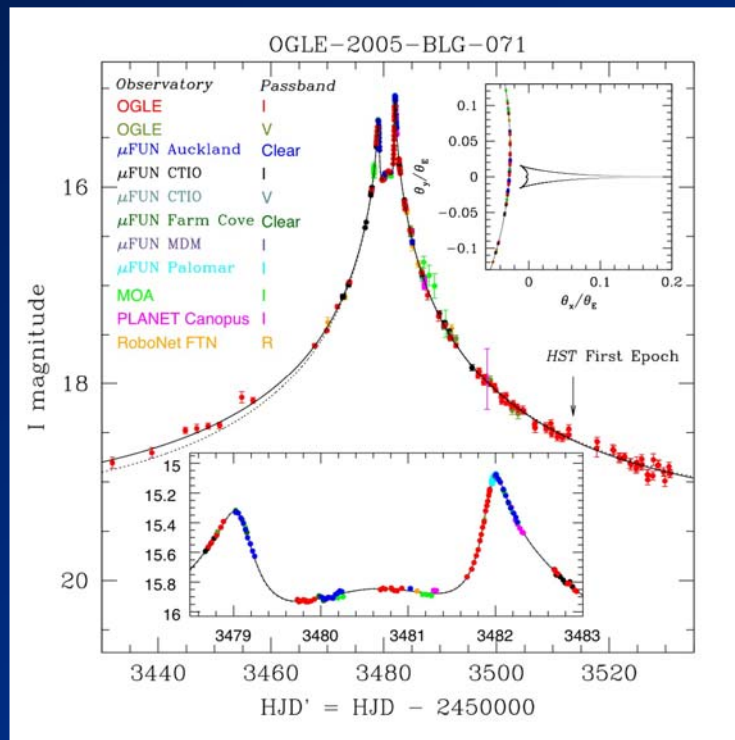 OGLE-2005-BLG-071
Observatory Passband
OGLE I
OGLE V
μFUN Auckland Clear
μFUN CTIO I
μFUN CTIO V
μFUN Farm Cove Clear
μFUN MDM I
μFUN Palomar I
MOA I
PLANET Canopus I
RoboNet FTN R
0.1
0.05
0
-0.05
-0.1
θy/θE
0 0.1 0.2
θx/θE
HST First Epoch
16
18
20
I magnitude
15
15.2
15.4
15.6
15.8
16
3479 3480 3481 3482 3483
3440 3460 3480 3500 3520
HJD' = HJD − 2450000